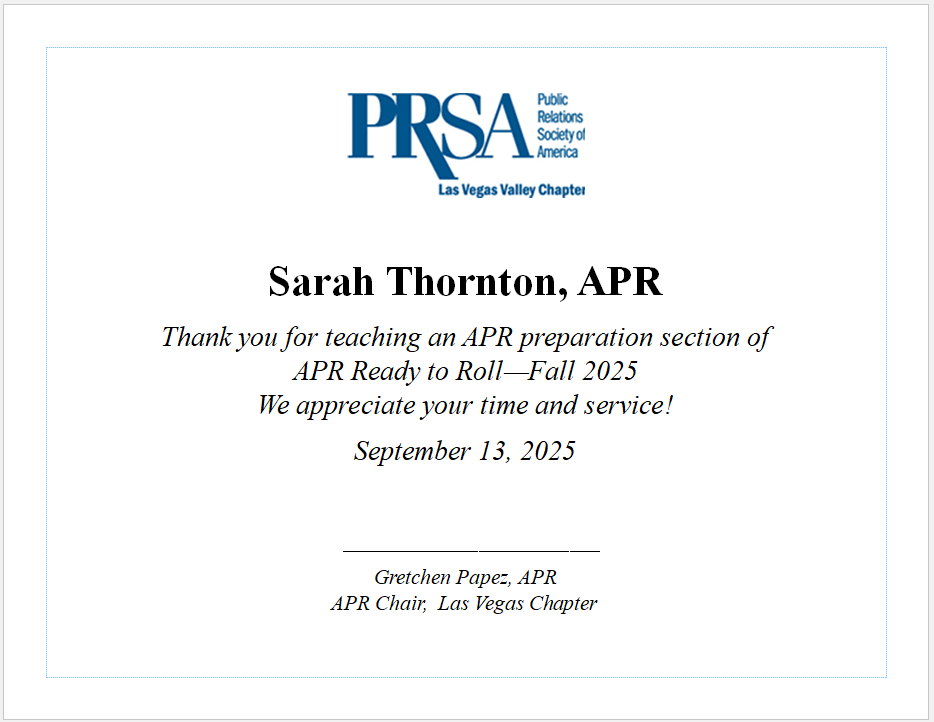 PRSA
Public
Relations
Society of
America
Las Vegas Valley Chapter
Sarah Thornton, APR
Thank you for teaching an APR preparation section of
APR Ready to Roll—Fall 2025
We appreciate your time and service!
September 13, 2025
Gretchen Papez, APR
APR Chair,  Las Vegas Chapter